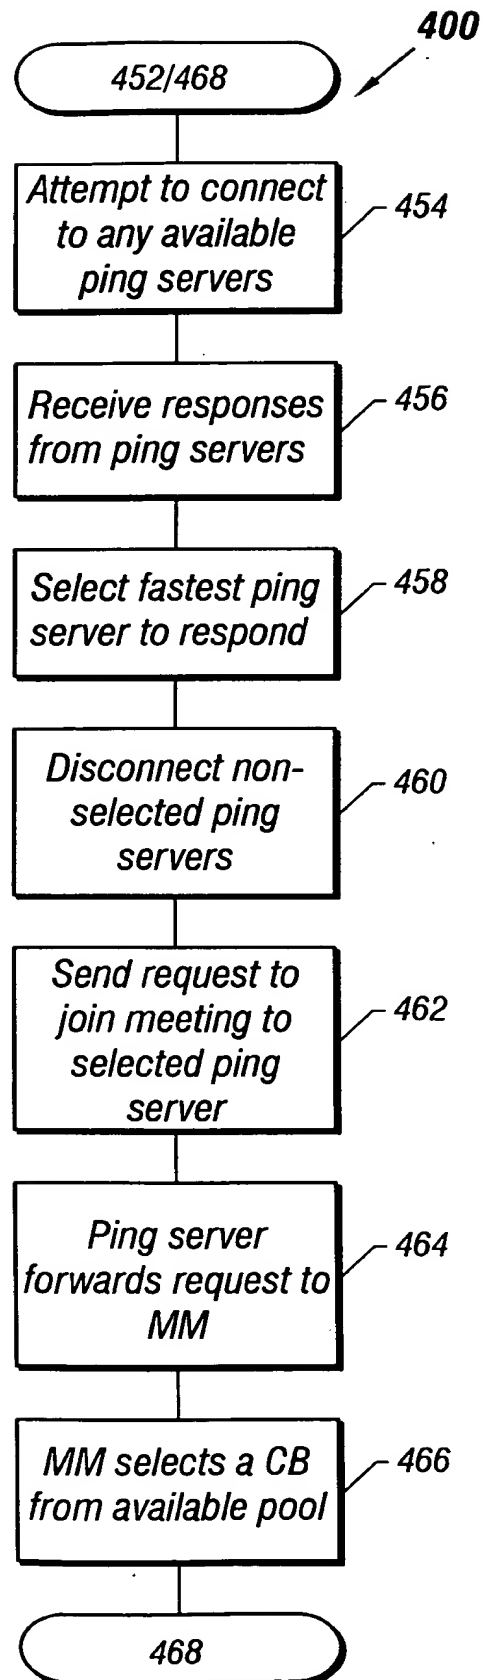 400
452/468
Attempt to connect
to any available
ping servers
454
Receive responses
from ping servers
456
Select fastest ping
server to respond
458
Disconnect non-
selected ping
servers
460
Send request to
join meeting to
selected ping
server
462
Ping server
forwards request to
MM
464
MM selects a CB
from available pool
466
468